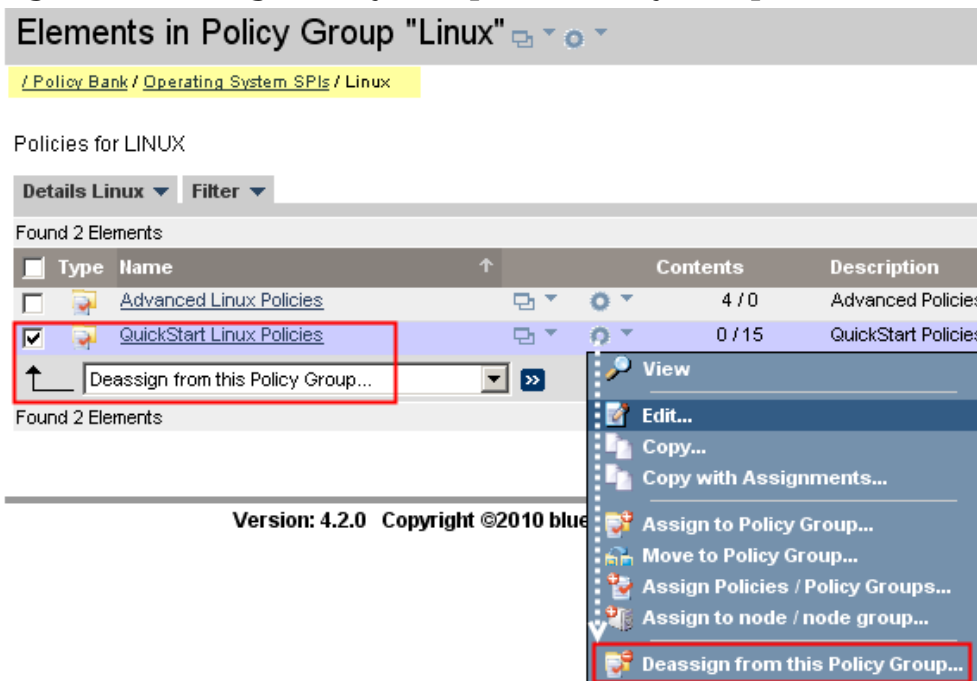 Elements in Policy Group "Linux"
/ Policy Bank / Operating System SPIs / Linux
Policies for LINUX
Details Linux Filter
Found 2 Elements
Type Name Contents Description
Advanced Linux Policies 4 / 0 Advanced Policies
QuickStart Linux Policies 0 / 15 QuickStart Policies
Deassign from this Policy Group...
Found 2 Elements
View
Edit...
Copy...
Copy with Assignments...
Assign to Policy Group...
Move to Policy Group...
Assign Policies / Policy Groups...
Assign to node / node group...
Deassign from this Policy Group...
Version: 4.2.0 Copyright ©2010 blue